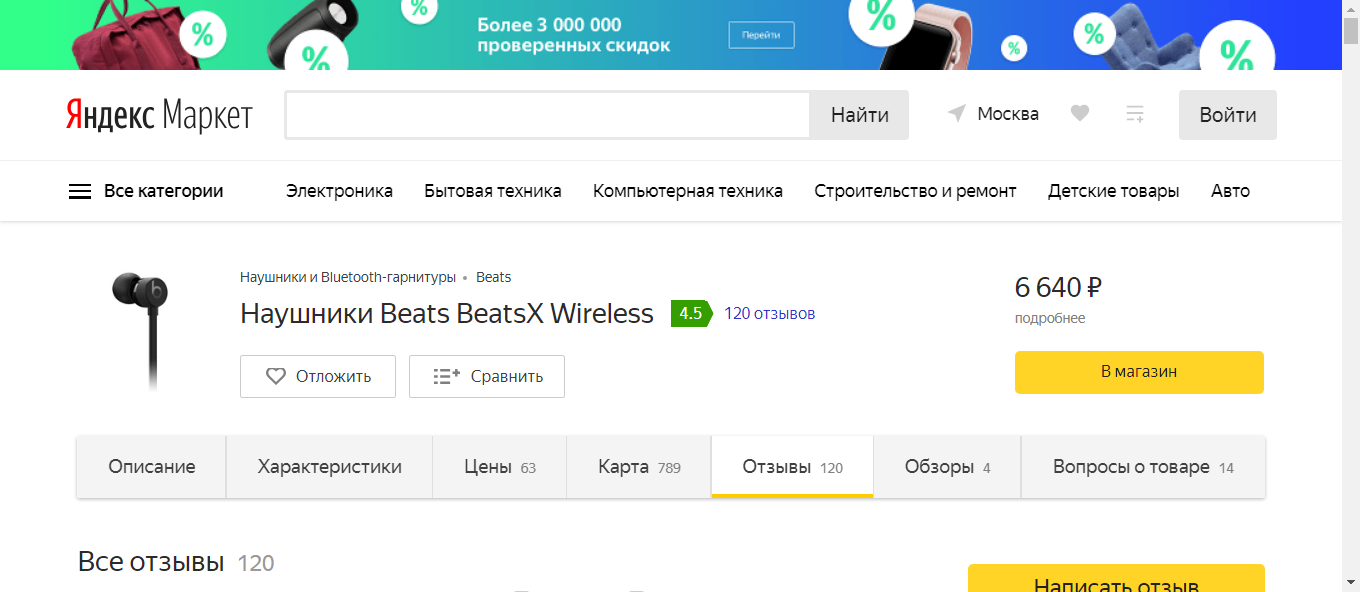 Более 3 000 000
проверенных скидок
Перейти
%
%
%
%
%
%
%
Яндекс Маркет
Найти
Москва
Войти
Все категории
Электроника
Бытовая техника
Компьютерная техника
Строительство и ремонт
Детские товары
Авто
Наушники и Bluetooth-гарнитуры • Beats
Наушники Beats BeatsX Wireless 4.5 120 отзывов
6 640 ₽
подробнее
Отложить
Сравнить
В магазин
Описание
Характеристики
Цены 63
Карта 789
Отзывы 120
Обзоры 4
Вопросы о товаре 14
Все отзывы 120
Написать отзыв